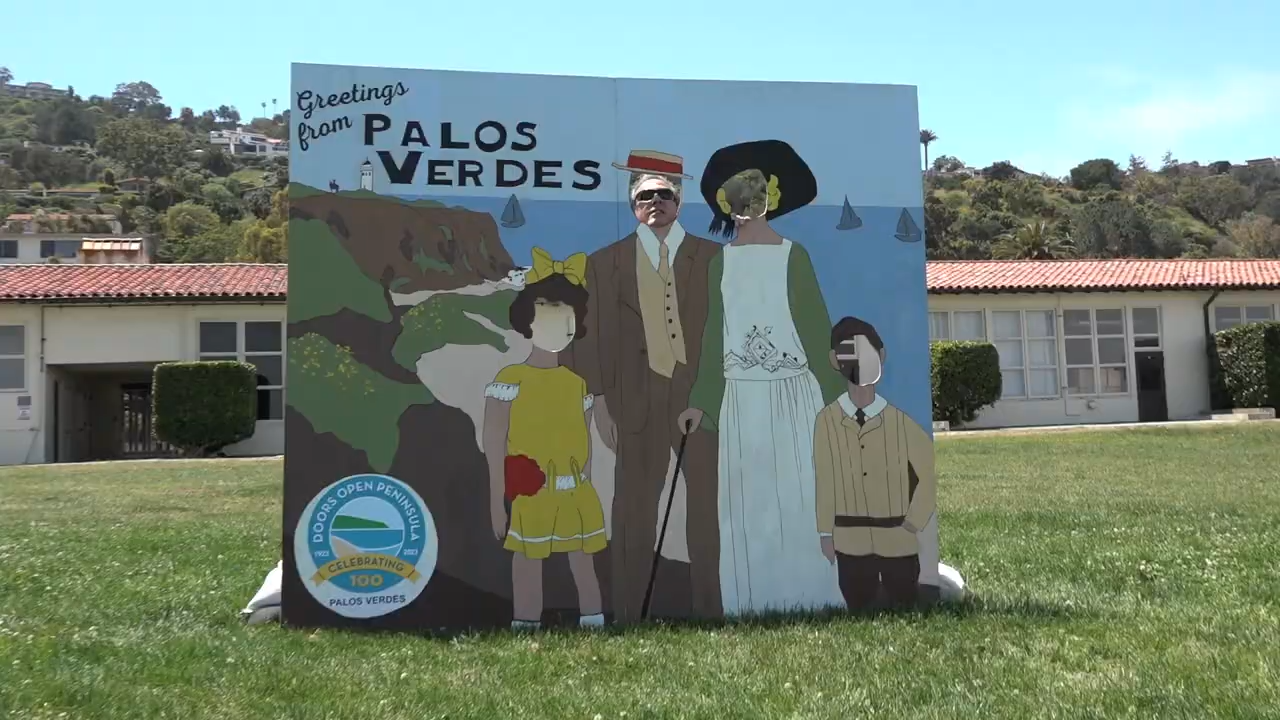 Greetings
from PALOS
VERDES
DOORS OPEN PENINSULA
1923 2023
CELEBRATING
100
PALOS VERDES